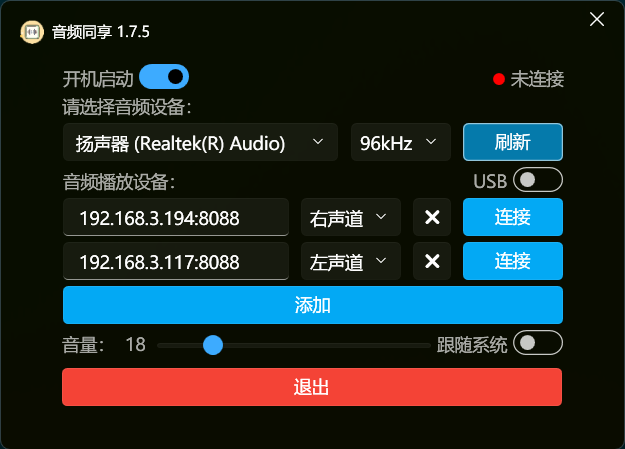 音频同享 1.7.5
开机启动 未连接
请选择音频设备:
扬声器 (Realtek(R) Audio) 96kHz 刷新
音频播放设备: USB
192.168.3.194:8088 右声道 连接
192.168.3.117:8088 左声道 连接
添加
音量: 18 跟随系统
退出